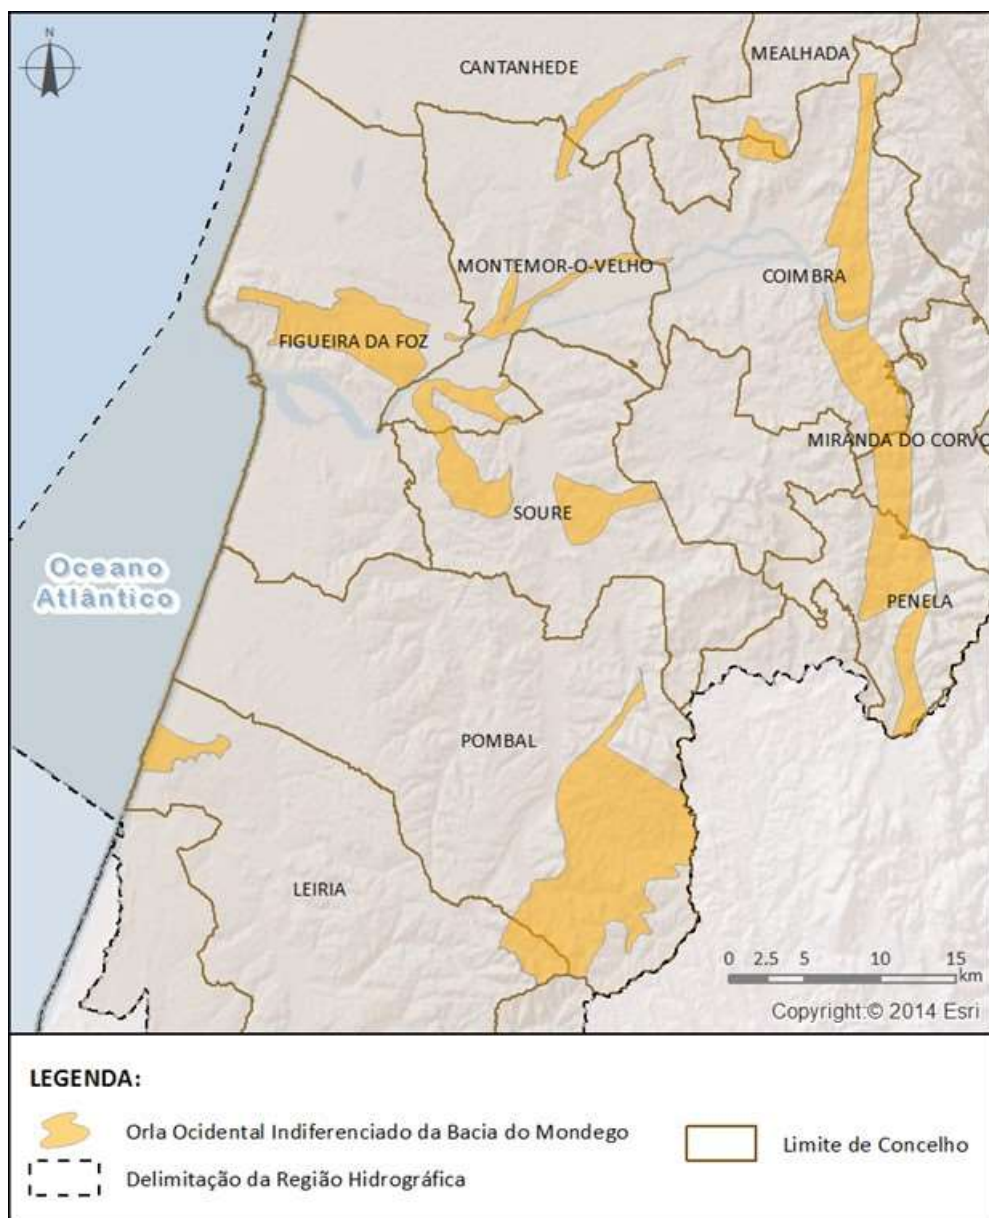 N
MEALHADA
CANTANHEDE
MONTEMOR-O-VELHO
COIMBRA
FIGUEIRA DA FOZ
MIRANDA DO CORVO
SOURE
Oceano
Atlântico
PENELA
POMBAL
LEIRIA
0 2.5 5 10 15
km
Copyright:© 2014 Esri
LEGENDA:
Orla Ocidental Indiferenciado da Bacia do Mondego
Limite de Concelho
Delimitação da Região Hidrográfica